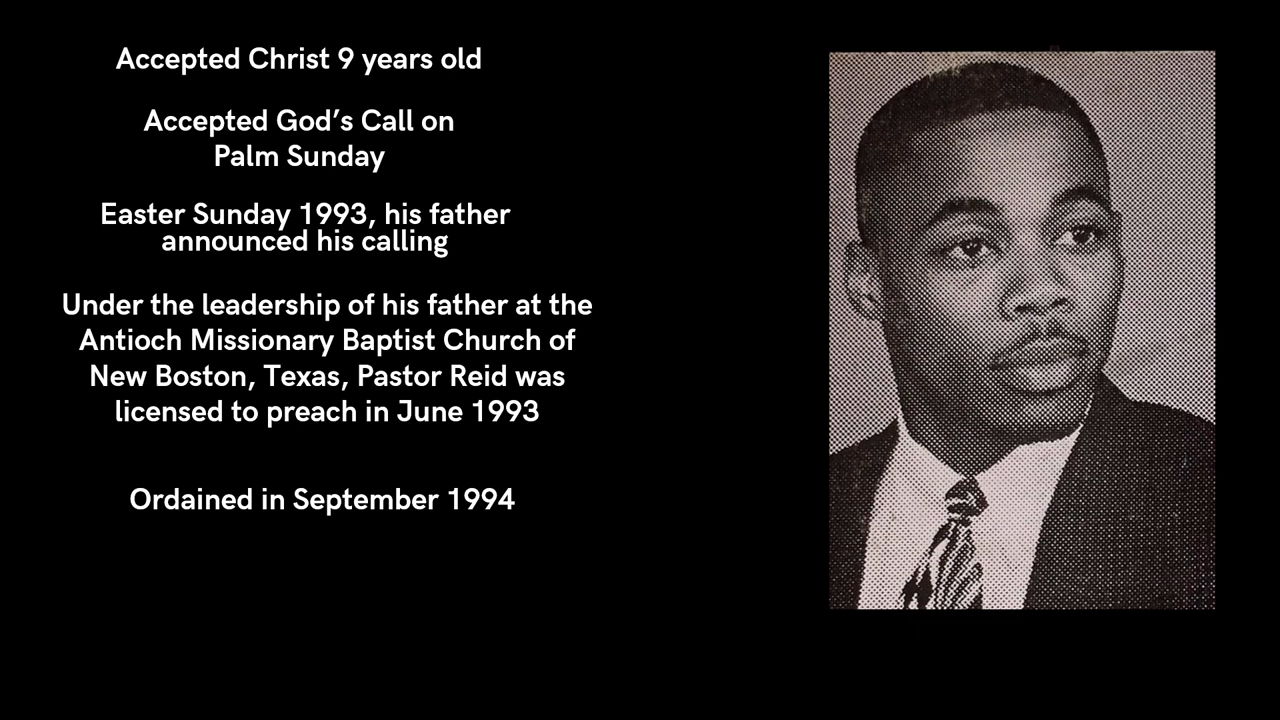 Accepted Christ 9 years old
Accepted God’s Call on
Palm Sunday
Easter Sunday 1993, his father
announced his calling
Under the leadership of his father at the
Antioch Missionary Baptist Church of
New Boston, Texas, Pastor Reid was
licensed to preach in June 1993
Ordained in September 1994